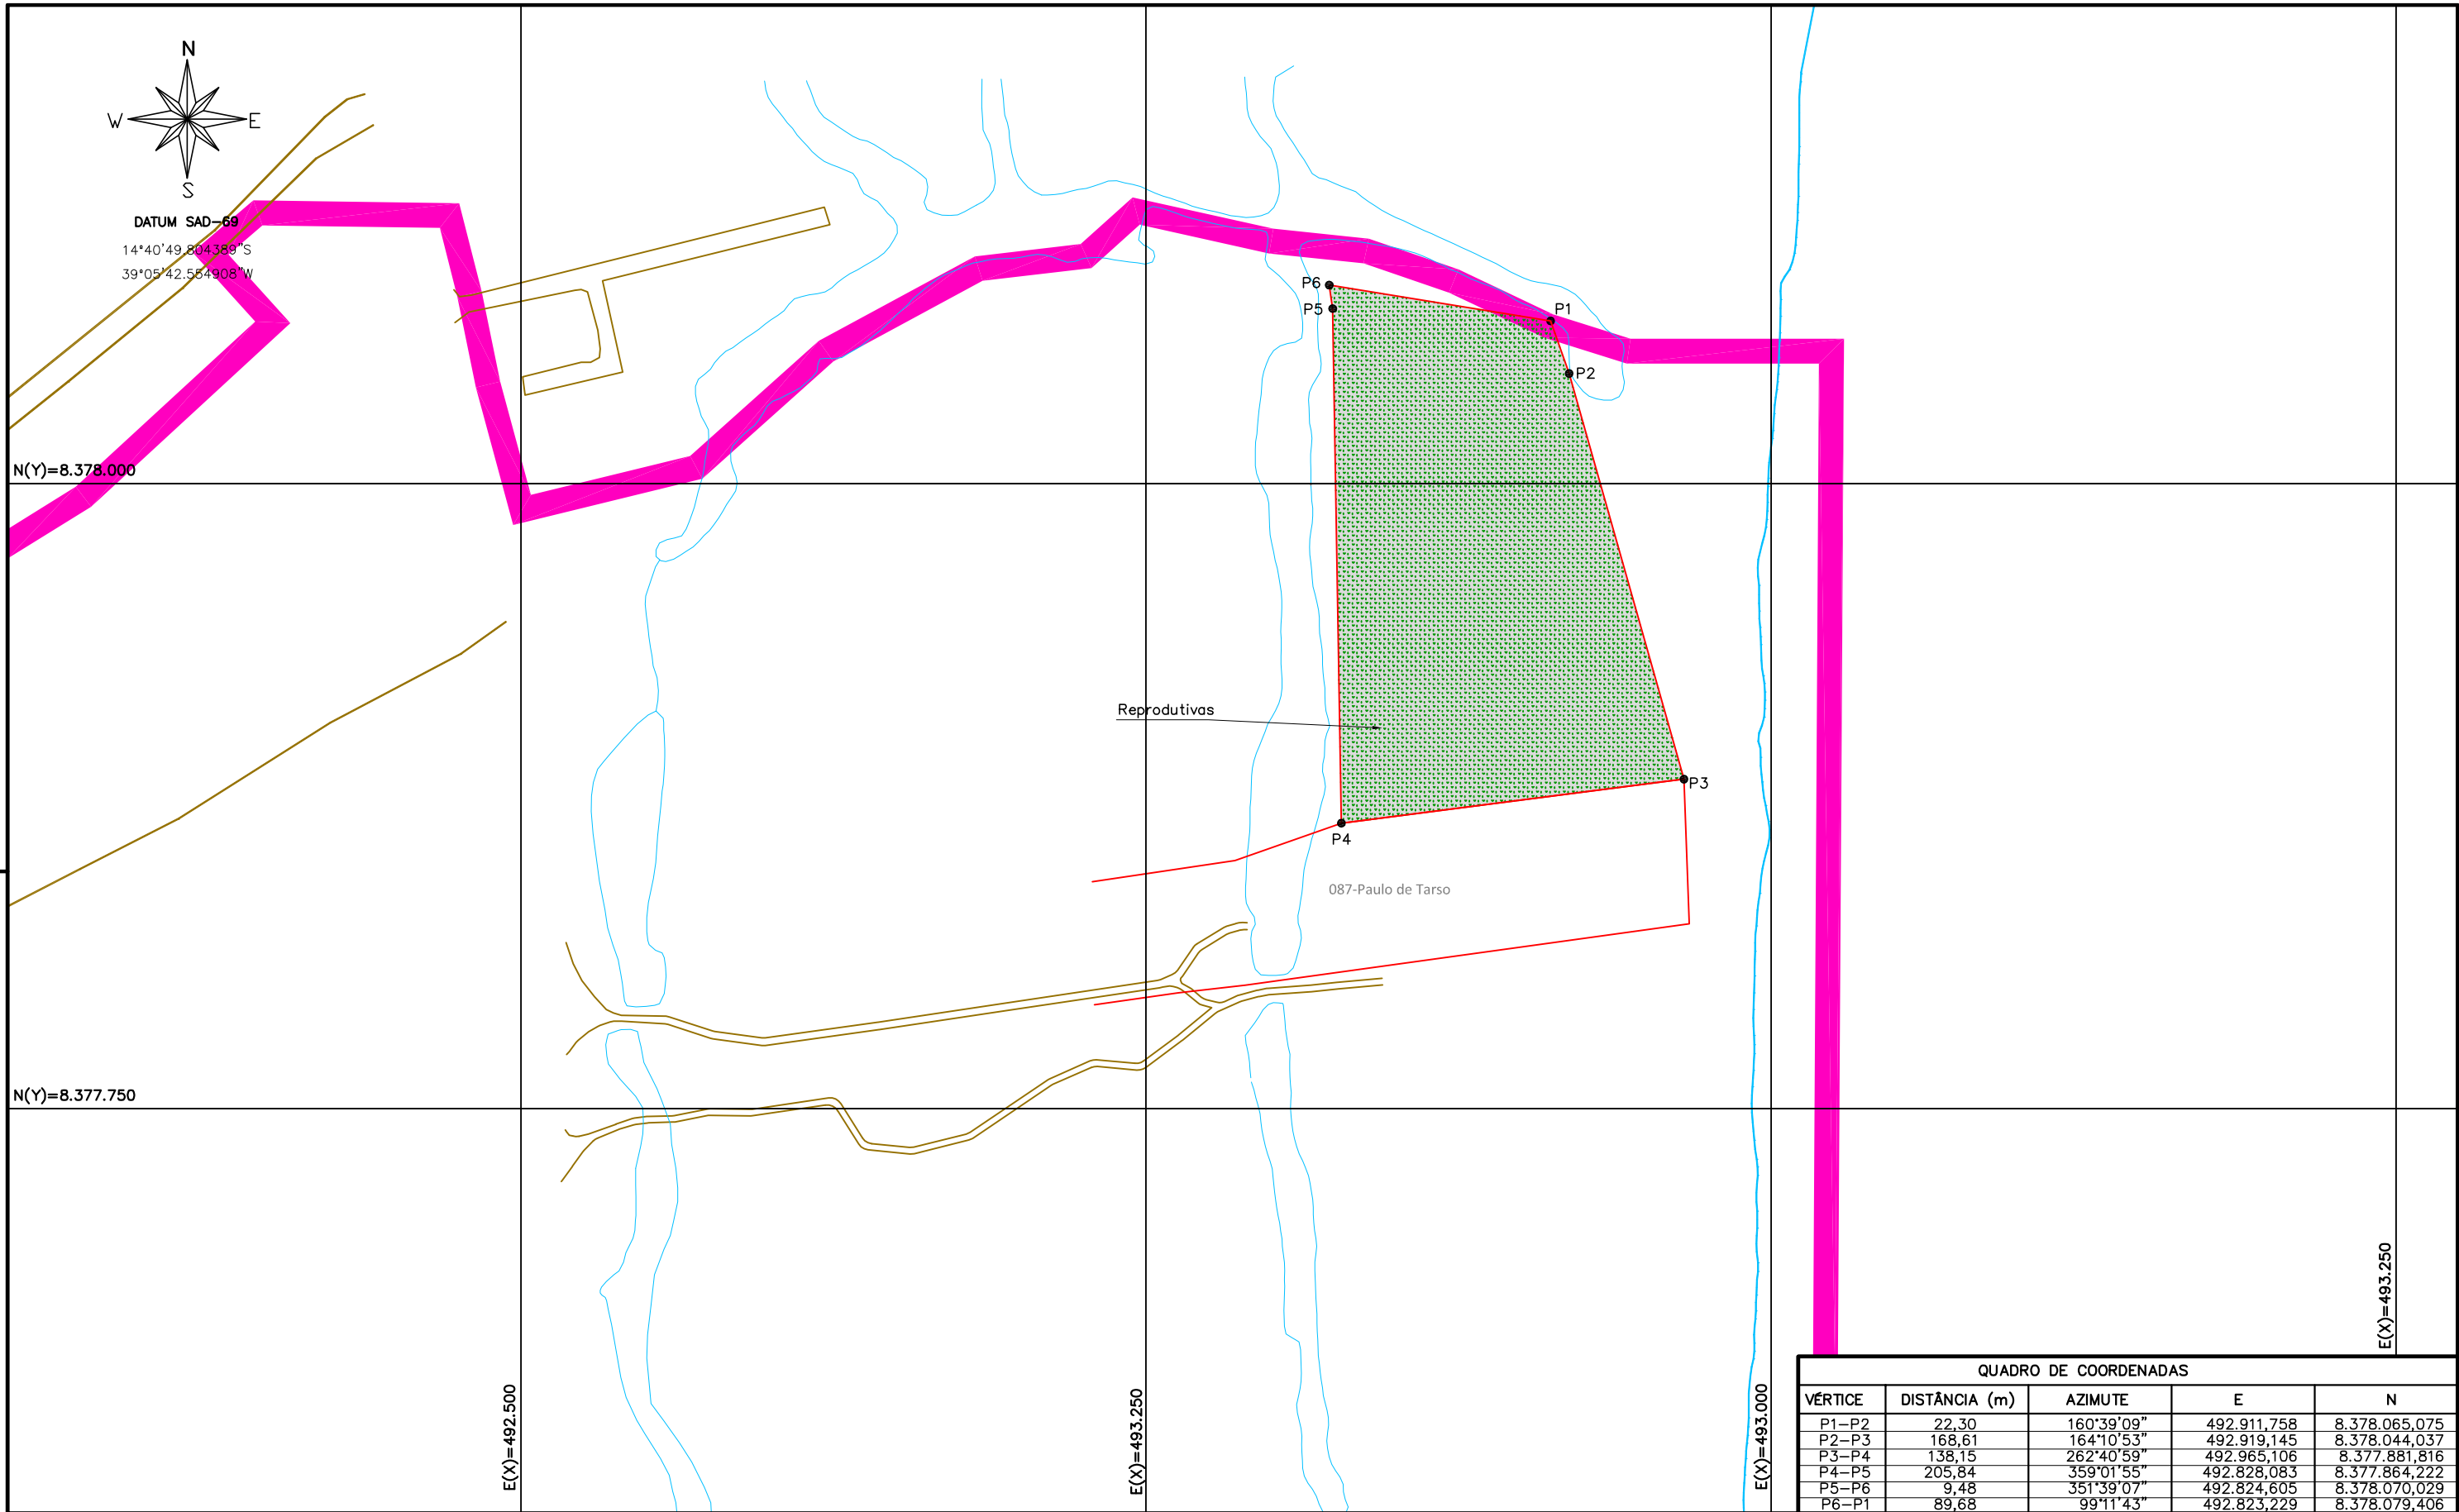 N
W E
S
DATUM SAD-69
14°40'49.804389"S
39°05'42.554908"W
P6
P5
P1
P2
N(Y)=8.378.000
Reprodutivas
P3
P4
087-Paulo de Tarso
N(Y)=8.377.750
E(X)=492.500
E(X)=493.250
E(X)=493.000
E(X)=493.250
QUADRO DE COORDENADAS
VÉRTICE DISTÂNCIA (m) AZIMUTE E N
P1-P2 22,30 160°39'09" 492.911,758 8.378.065,075
P2-P3 168,61 164°10'53" 492.919,145 8.378.044,037
P3-P4 138,15 262°40'59" 492.965,106 8.377.881,816
P4-P5 205,84 359°01'55" 492.828,083 8.377.864,222
P5-P6 9,48 351°39'07" 492.824,605 8.378.070,029
P6-P1 89,68 99°11'43" 492.823,229 8.378.079,406